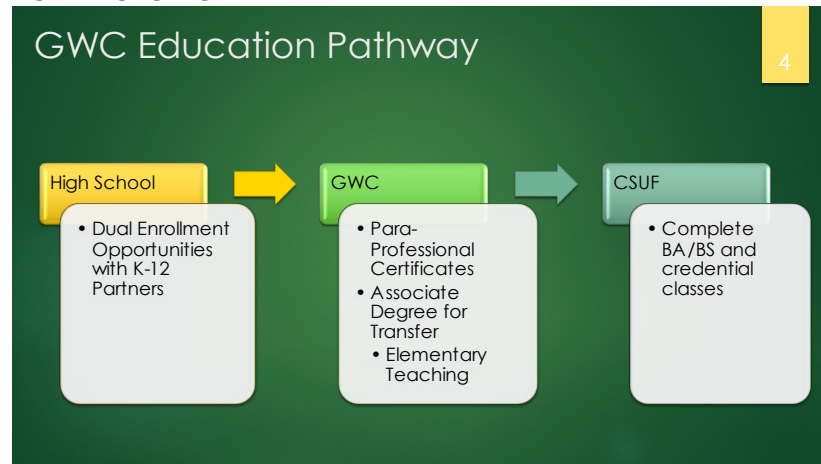 GWC Education Pathway
4
High School
• Dual Enrollment
Opportunities
with K-12
Partners
GWC
• Para-
Professional
Certificates
• Associate
Degree for
Transfer
• Elementary
Teaching
CSUF
• Complete
BA/BS and
credential
classes